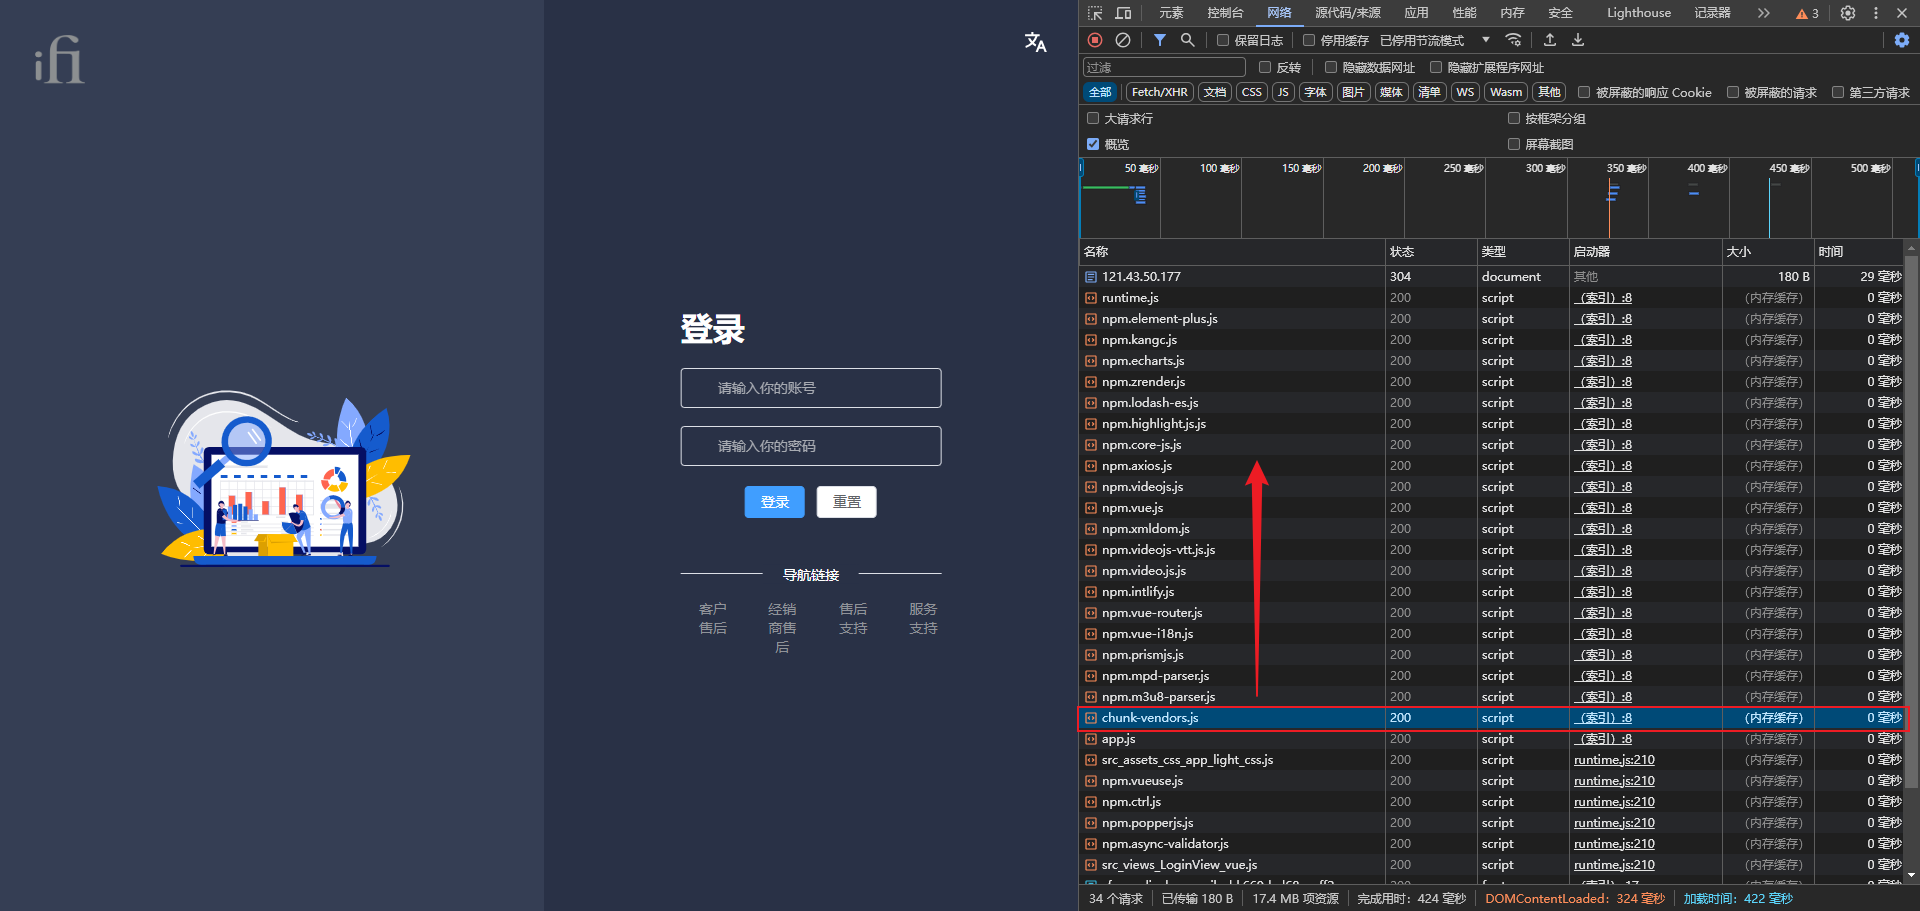 ifi
登录
请输入你的账号
请输入你的密码
登录 重置
导航链接
客户售后 经销商售后 售后支持 服务支持
元素 控制台 网络 源代码/来源 应用 性能 内存 安全 Lighthouse 记录器 3
保留日志 停用缓存 已停用节流模式
过滤 反转 隐藏数据网址 隐藏扩展程序网址
全部 Fetch/XHR 文档 CSS JS 字体 图片 媒体 清单 WS Wasm 其他 被屏蔽的响应 Cookie 被屏蔽的请求 第三方请求
大请求行 按框架分组
概览 屏幕截图
50 毫秒 100 毫秒 150 毫秒 200 毫秒 250 毫秒 300 毫秒 350 毫秒 400 毫秒 450 毫秒 500 毫秒
名称 状态 类型 启动器 大小 时间
121.43.50.177 304 document 其他 180 B 29 毫秒
runtime.js 200 script （索引）:8 （内存缓存） 0 毫秒
npm.element-plus.js 200 script （索引）:8 （内存缓存） 0 毫秒
npm.kangc.js 200 script （索引）:8 （内存缓存） 0 毫秒
npm.echarts.js 200 script （索引）:8 （内存缓存） 0 毫秒
npm.zrender.js 200 script （索引）:8 （内存缓存） 0 毫秒
npm.lodash-es.js 200 script （索引）:8 （内存缓存） 0 毫秒
npm.highlight.js.js 200 script （索引）:8 （内存缓存） 0 毫秒
npm.core-js.js 200 script （索引）:8 （内存缓存） 0 毫秒
npm.axios.js 200 script （索引）:8 （内存缓存） 0 毫秒
npm.videojs.js 200 script （索引）:8 （内存缓存） 0 毫秒
npm.vue.js 200 script （索引）:8 （内存缓存） 0 毫秒
npm.xmldom.js 200 script （索引）:8 （内存缓存） 0 毫秒
npm.videojs-vtt.js.js 200 script （索引）:8 （内存缓存） 0 毫秒
npm.video.js.js 200 script （索引）:8 （内存缓存） 0 毫秒
npm.intlify.js 200 script （索引）:8 （内存缓存） 0 毫秒
npm.vue-router.js 200 script （索引）:8 （内存缓存） 0 毫秒
npm.vue-i18n.js 200 script （索引）:8 （内存缓存） 0 毫秒
npm.prismjs.js 200 script （索引）:8 （内存缓存） 0 毫秒
npm.mpd-parser.js 200 script （索引）:8 （内存缓存） 0 毫秒
npm.m3u8-parser.js 200 script （索引）:8 （内存缓存） 0 毫秒
chunk-vendors.js 200 script （索引）:8 （内存缓存） 0 毫秒
app.js 200 script （索引）:8 （内存缓存） 0 毫秒
src_assets_css_app_light_css.js 200 script runtime.js:210 （内存缓存） 0 毫秒
npm.vueuse.js 200 script runtime.js:210 （内存缓存） 0 毫秒
npm.ctrl.js 200 script runtime.js:210 （内存缓存） 0 毫秒
npm.popperjs.js 200 script runtime.js:210 （内存缓存） 0 毫秒
npm.async-validator.js 200 script runtime.js:210 （内存缓存） 0 毫秒
src_views_LoginView_vue.js 200 script runtime.js:210 （内存缓存） 0 毫秒
34 个请求 已传输 180 B 17.4 MB 项资源 完成用时：424 毫秒 DOMContentLoaded：324 毫秒 加载时间：422 毫秒